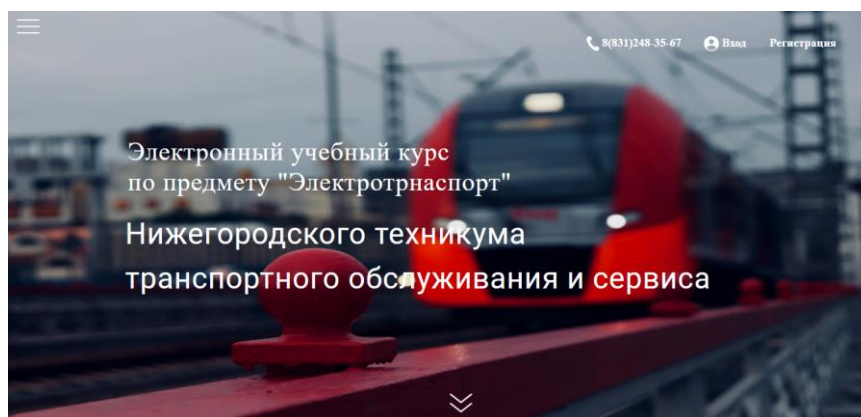 8(831)248-35-67 Вход Регистрация
Электронный учебный курс
по предмету "Электротрнаспорт"
Нижегородского техникума
транспортного обслуживания и сервиса